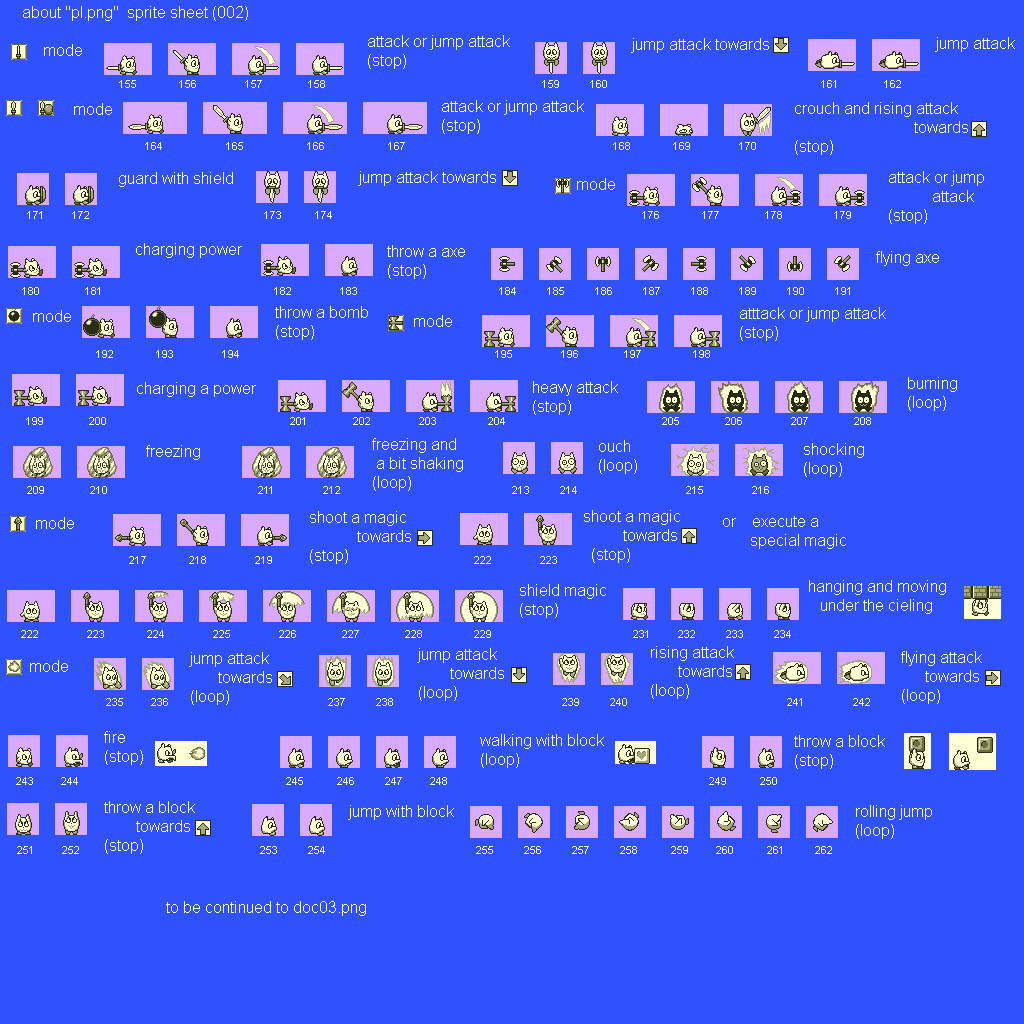 about "pl.png" sprite sheet (002)
mode
155 156 157 158
attack or jump attack
(stop)
159 160
jump attack towards
161 162
jump attack
mode
164 165 166 167
attack or jump attack
(stop)
168 169 170
crouch and rising attack
towards
(stop)
171 172
guard with shield
173 174
jump attack towards
mode
176 177 178 179
attack or jump
attack
(stop)
180 181
charging power
182 183
throw a axe
(stop)
184 185 186 187 188 189 190 191
flying axe
mode
192 193 194
throw a bomb
(stop)
mode
195 196 197 198
atttack or jump attack
(stop)
199 200
charging a power
201 202 203 204
heavy attack
(stop)
205 206 207 208
burning
(loop)
209 210
freezing
211 212
freezing and
a bit shaking
(loop)
213 214
ouch
(loop)
215 216
shocking
(loop)
mode
217 218 219
shoot a magic
towards
(stop)
222 223
shoot a magic
towards
(stop)
or execute a
special magic
222 223 224 225 226 227 228 229
shield magic
(stop)
231 232 233 234
hanging and moving
under the cieling
mode
235 236
jump attack
towards
(loop)
237 238
jump attack
towards
(loop)
239 240
rising attack
towards
(loop)
241 242
flying attack
towards
(loop)
243 244
fire
(stop)
245 246 247 248
walking with block
(loop)
249 250
throw a block
(stop)
251 252
throw a block
towards
(stop)
253 254
jump with block
255 256 257 258 259 260 261 262
rolling jump
(loop)
to be continued to doc03.png